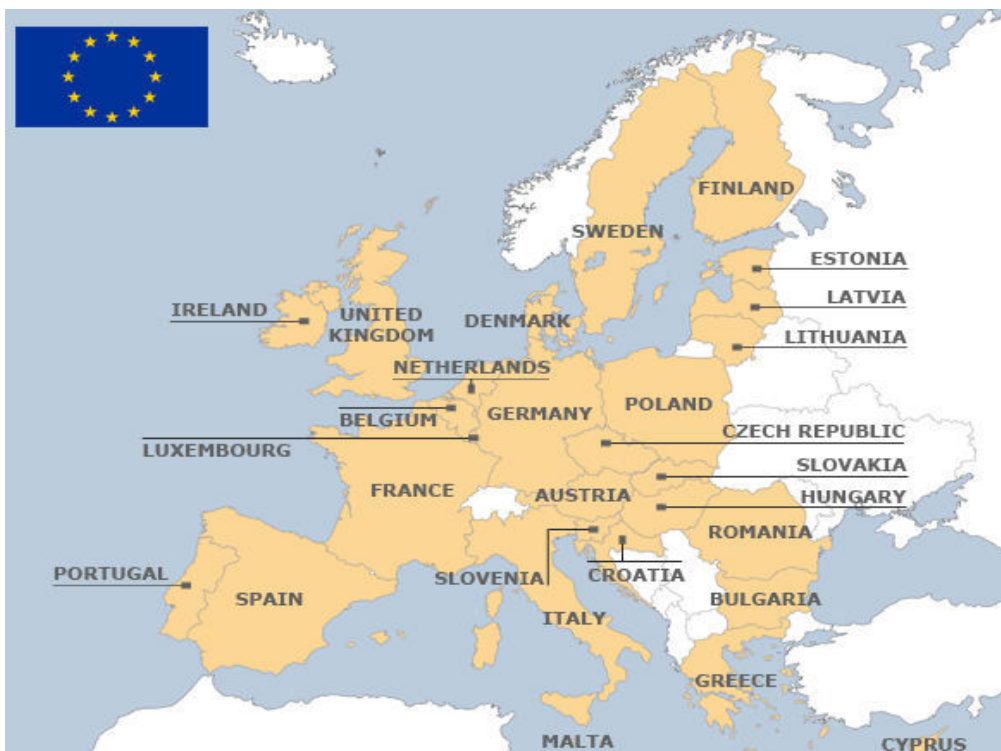 FINLAND
SWEDEN
ESTONIA
IRELAND
LATVIA
UNITED
KINGDOM
DENMARK
LITHUANIA
NETHERLANDS
POLAND
BELGIUM
GERMANY
CZECH REPUBLIC
LUXEMBOURG
SLOVAKIA
FRANCE
AUSTRIA
HUNGARY
ROMANIA
PORTUGAL
SLOVENIA
CROATIA
SPAIN
BULGARIA
ITALY
GREECE
MALTA
CYPRUS